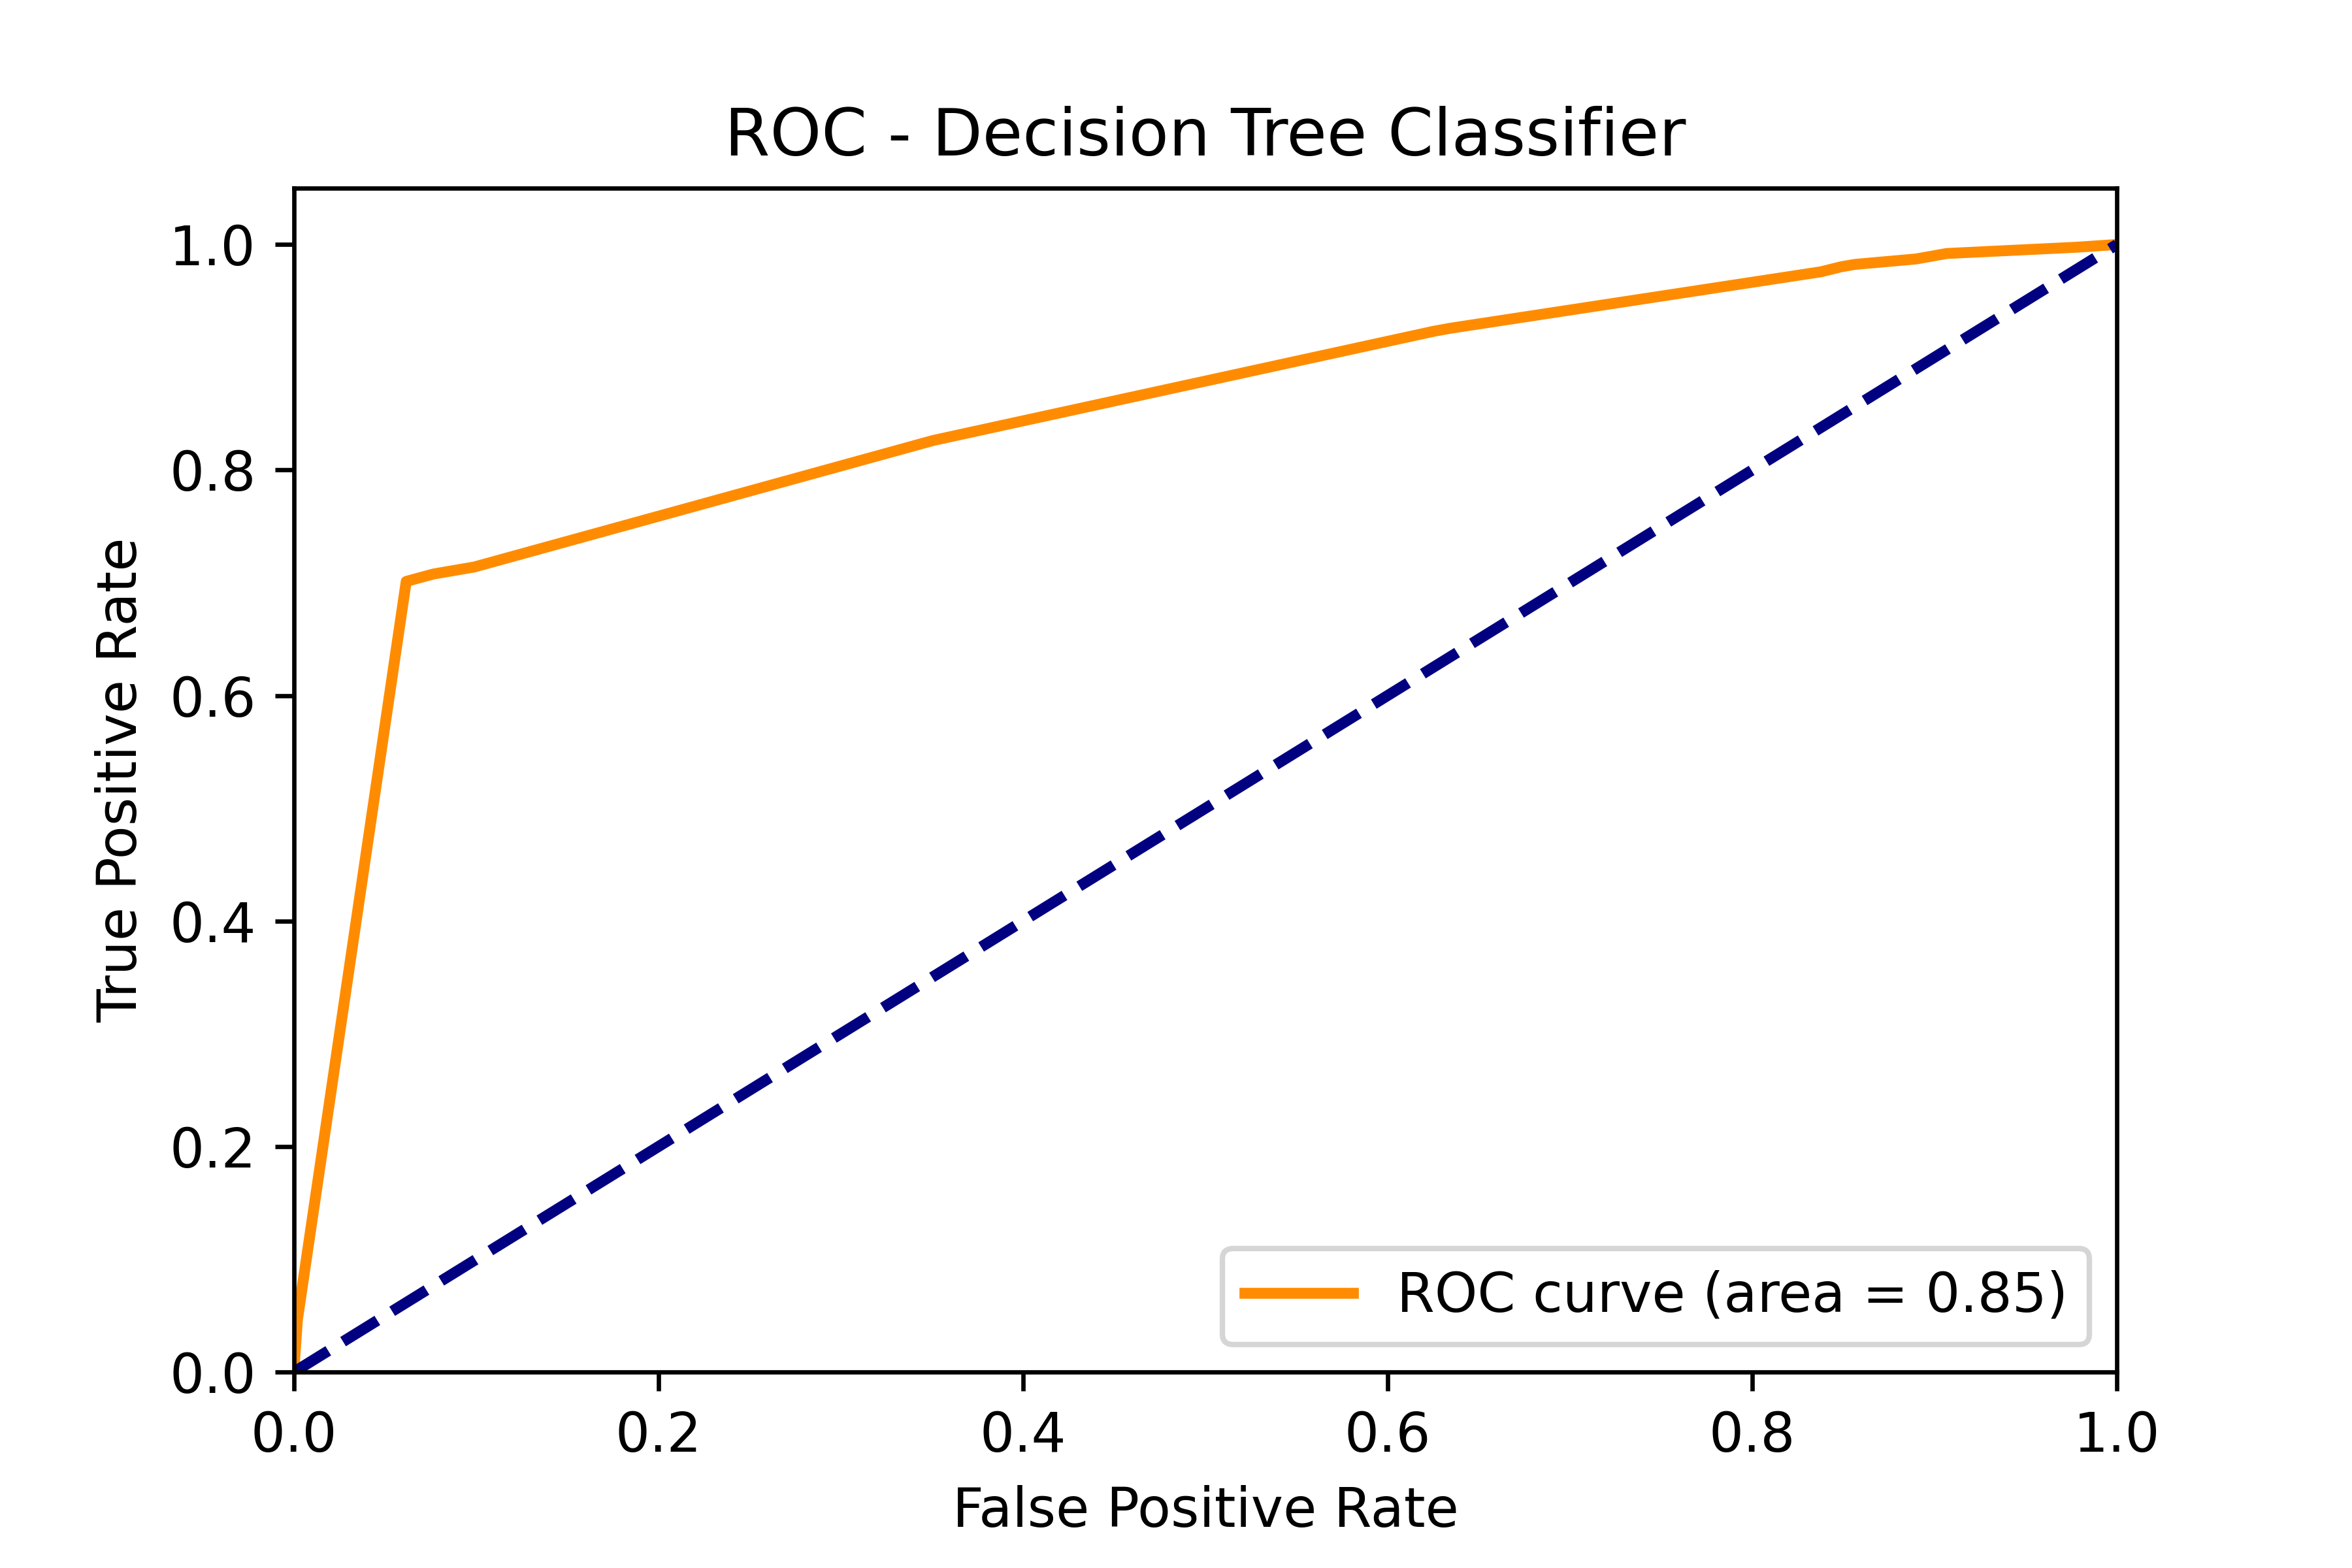 ROC - Decision Tree Classifier
1.0
0.8
0.6
0.4
0.2
0.0
True Positive Rate
ROC curve (area = 0.85)
0.0 0.2 0.4 0.6 0.8 1.0
False Positive Rate